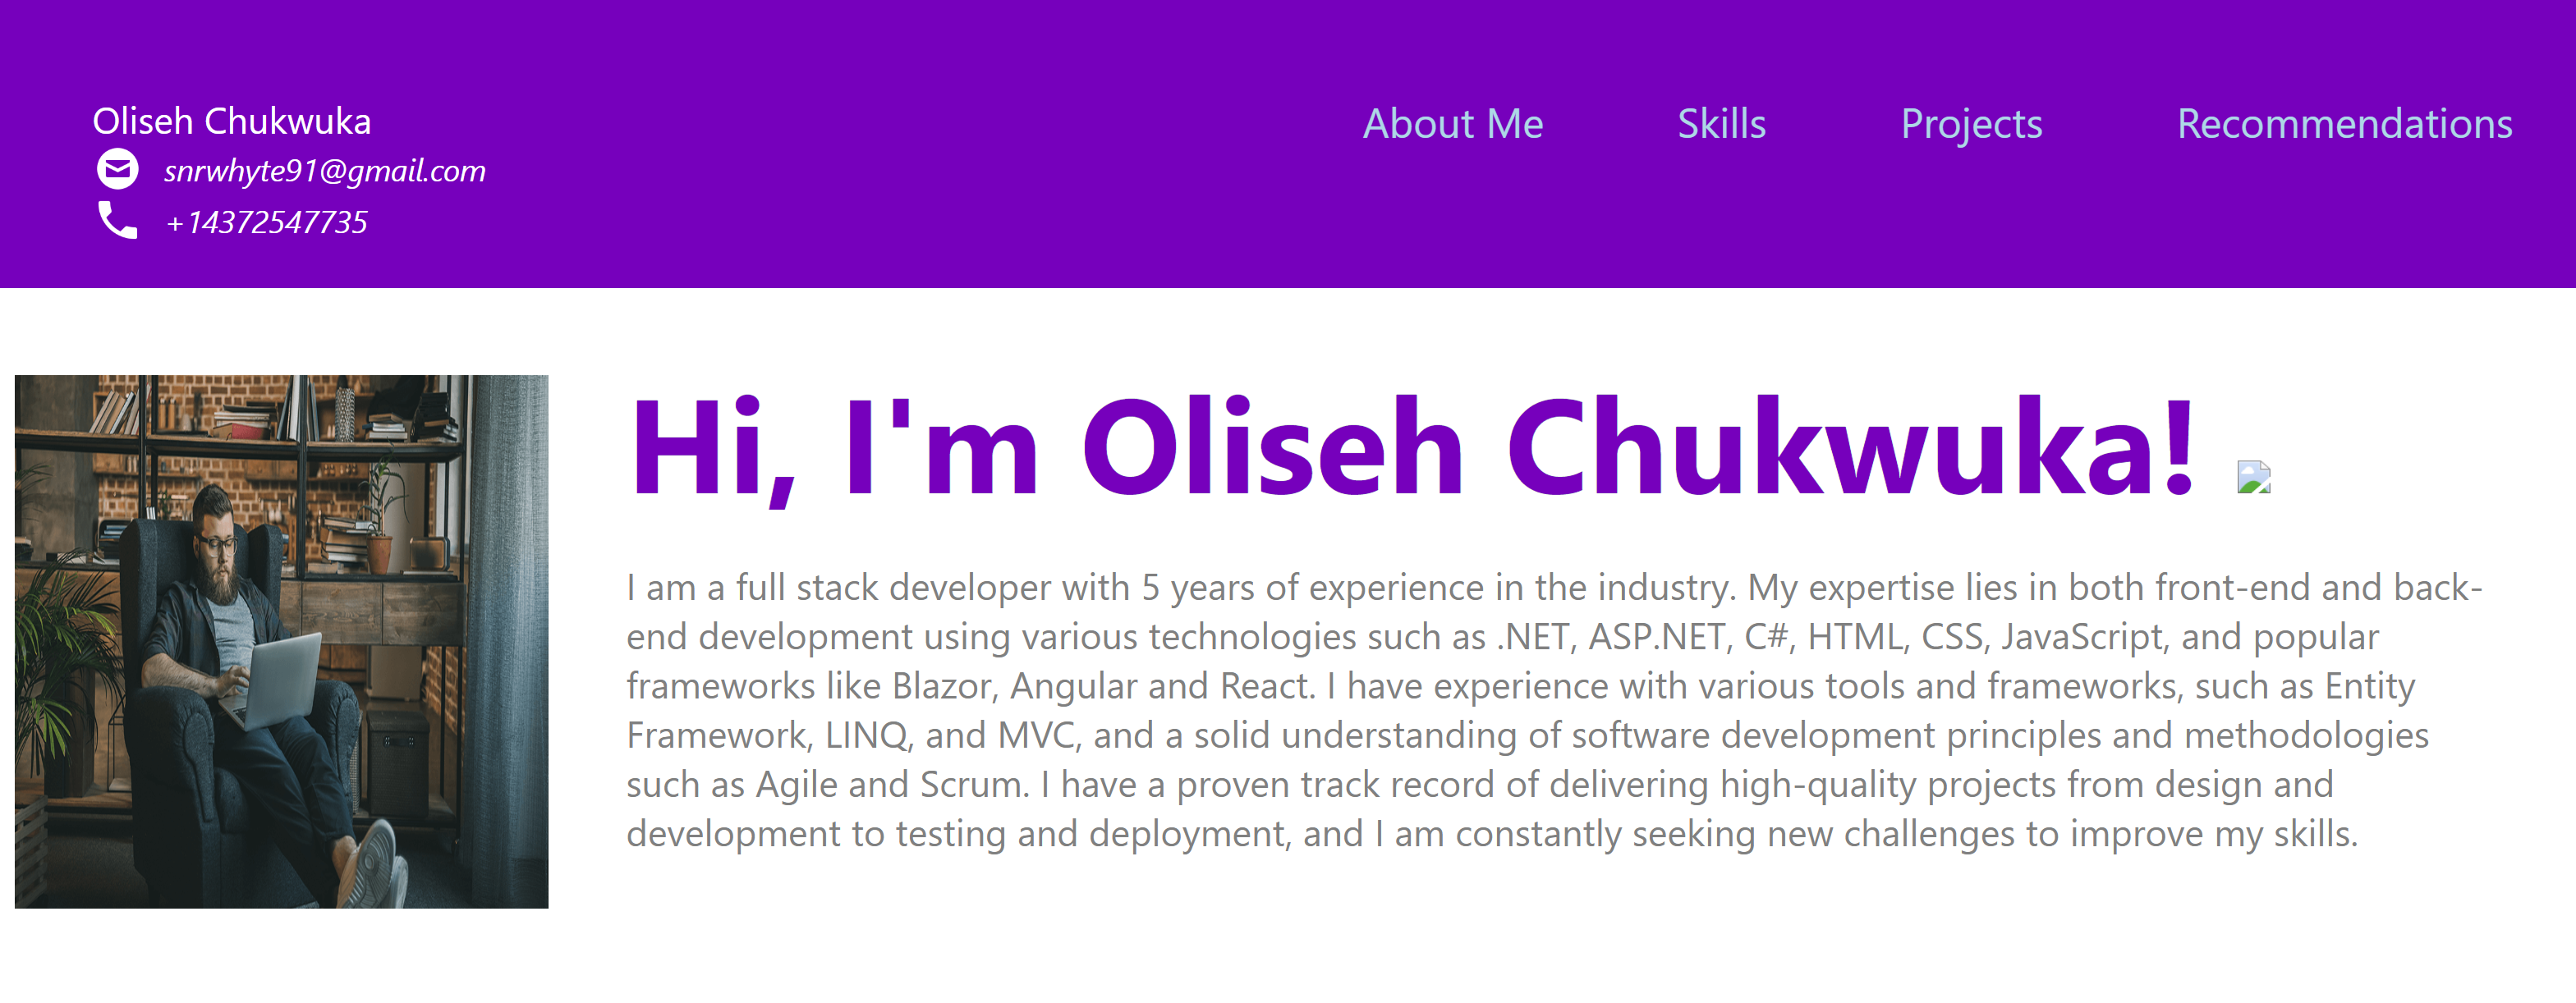 Oliseh Chukwuka
snrwhyte91@gmail.com
+14372547735
About Me
Skills
Projects
Recommendations
Hi, I'm Oliseh Chukwuka!
I am a full stack developer with 5 years of experience in the industry. My expertise lies in both front-end and back-
end development using various technologies such as .NET, ASP.NET, C#, HTML, CSS, JavaScript, and popular
frameworks like Blazor, Angular and React. I have experience with various tools and frameworks, such as Entity
Framework, LINQ, and MVC, and a solid understanding of software development principles and methodologies
such as Agile and Scrum. I have a proven track record of delivering high-quality projects from design and
development to testing and deployment, and I am constantly seeking new challenges to improve my skills.